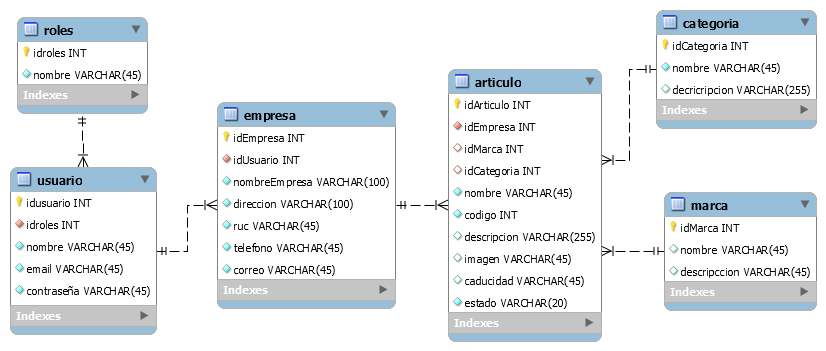 roles
idroles INT
nombre VARCHAR(45)
Indexes
usuario
idusuario INT
idroles INT
nombre VARCHAR(45)
email VARCHAR(45)
contraseña VARCHAR(45)
Indexes
empresa
idEmpresa INT
idUsuario INT
nombreEmpresa VARCHAR(100)
direccion VARCHAR(100)
ruc VARCHAR(45)
telefono VARCHAR(45)
correo VARCHAR(45)
Indexes
articulo
idArticulo INT
idEmpresa INT
idMarca INT
idCategoria INT
nombre VARCHAR(45)
codigo INT
descripcion VARCHAR(255)
imagen VARCHAR(45)
caducidad VARCHAR(45)
estado VARCHAR(20)
Indexes
categoria
idCategoria INT
nombre VARCHAR(45)
decricripcion VARCHAR(255)
Indexes
marca
idMarca INT
nombre VARCHAR(45)
descripccion VARCHAR(45)
Indexes